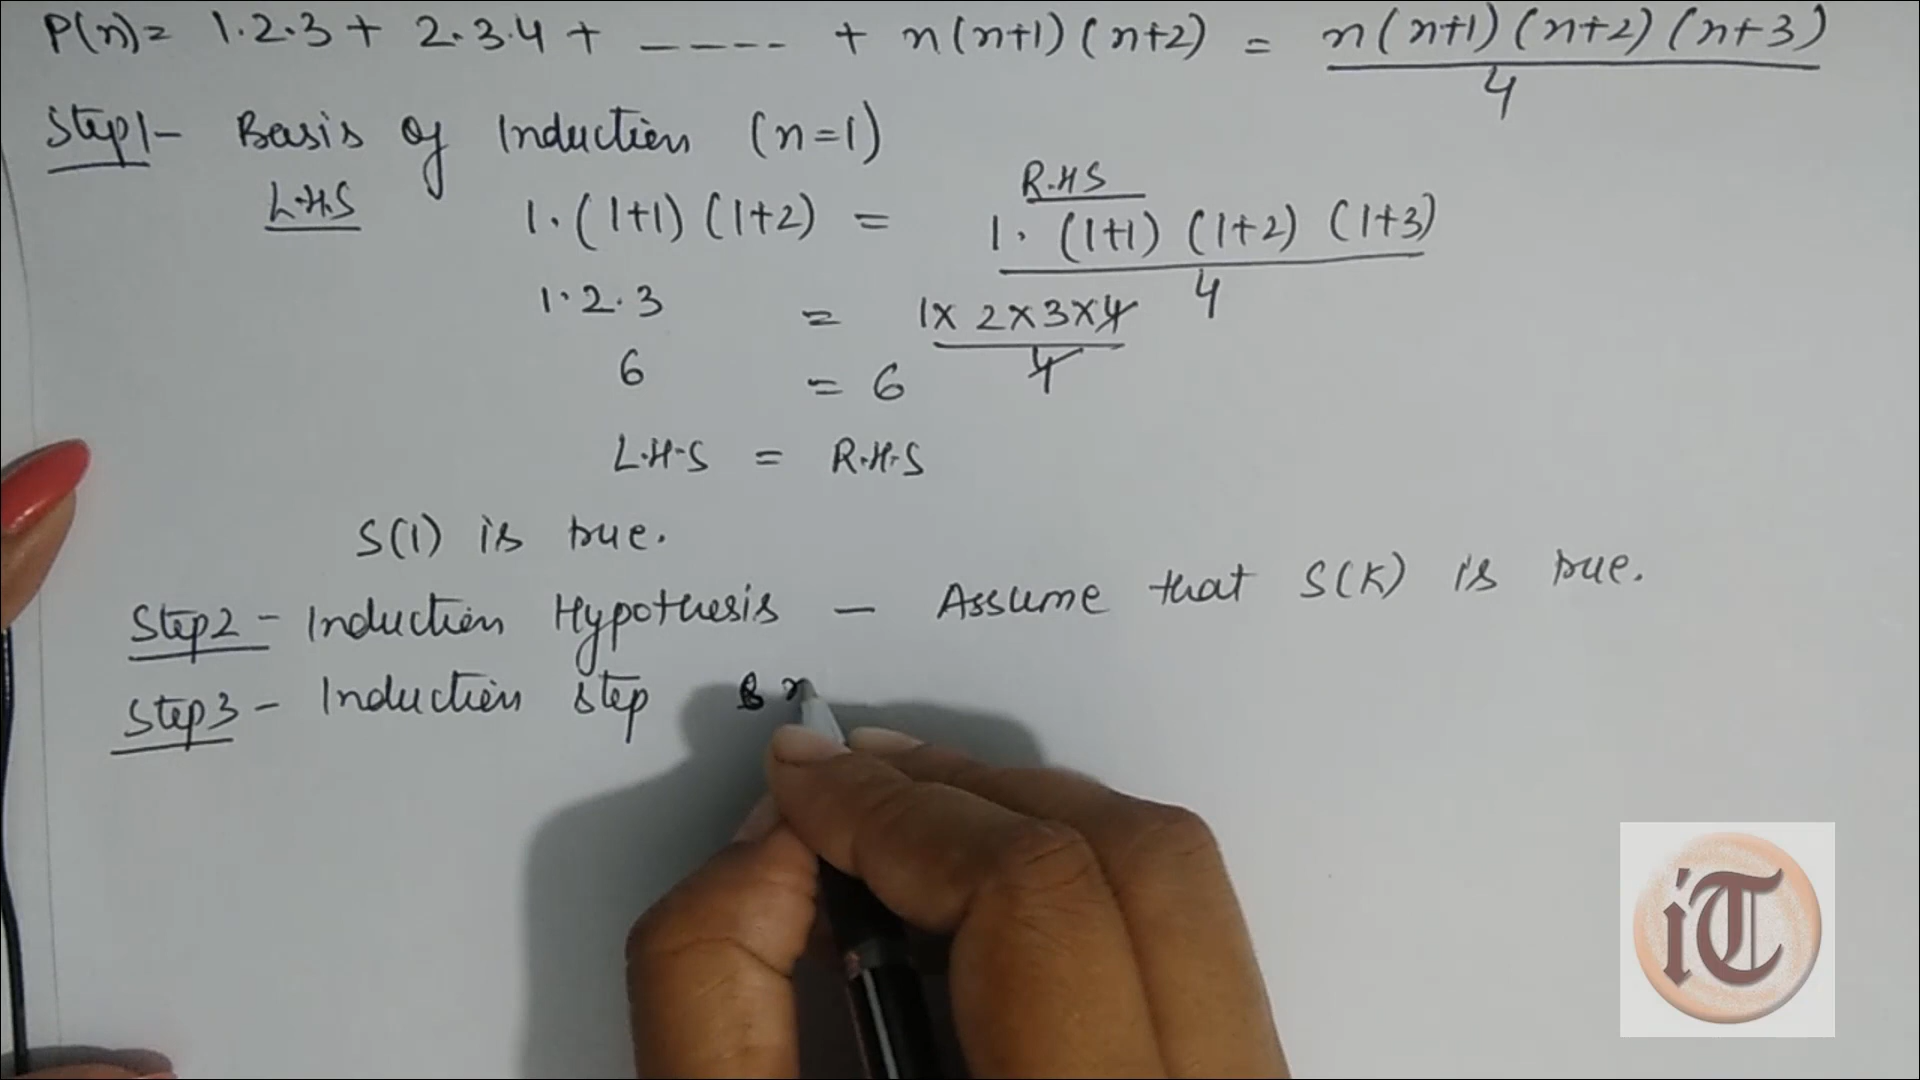 P(n)= 1.2.3 + 2.3.4 + ---- + n(n+1)(n+2) = n(n+1)(n+2)(n+3)
4
Step1- Basis of Induction (n=1)
L.H.S R.H.S
1.(1+1)(1+2) = 1.(1+1)(1+2)(1+3)
4
1.2.3 = 1x2x3x4
4
6 = 6
L.H.S = R.H.S
S(1) is true.
Step2- Induction Hypothesis - Assume that S(K) is true.
Step3- Induction step
iT